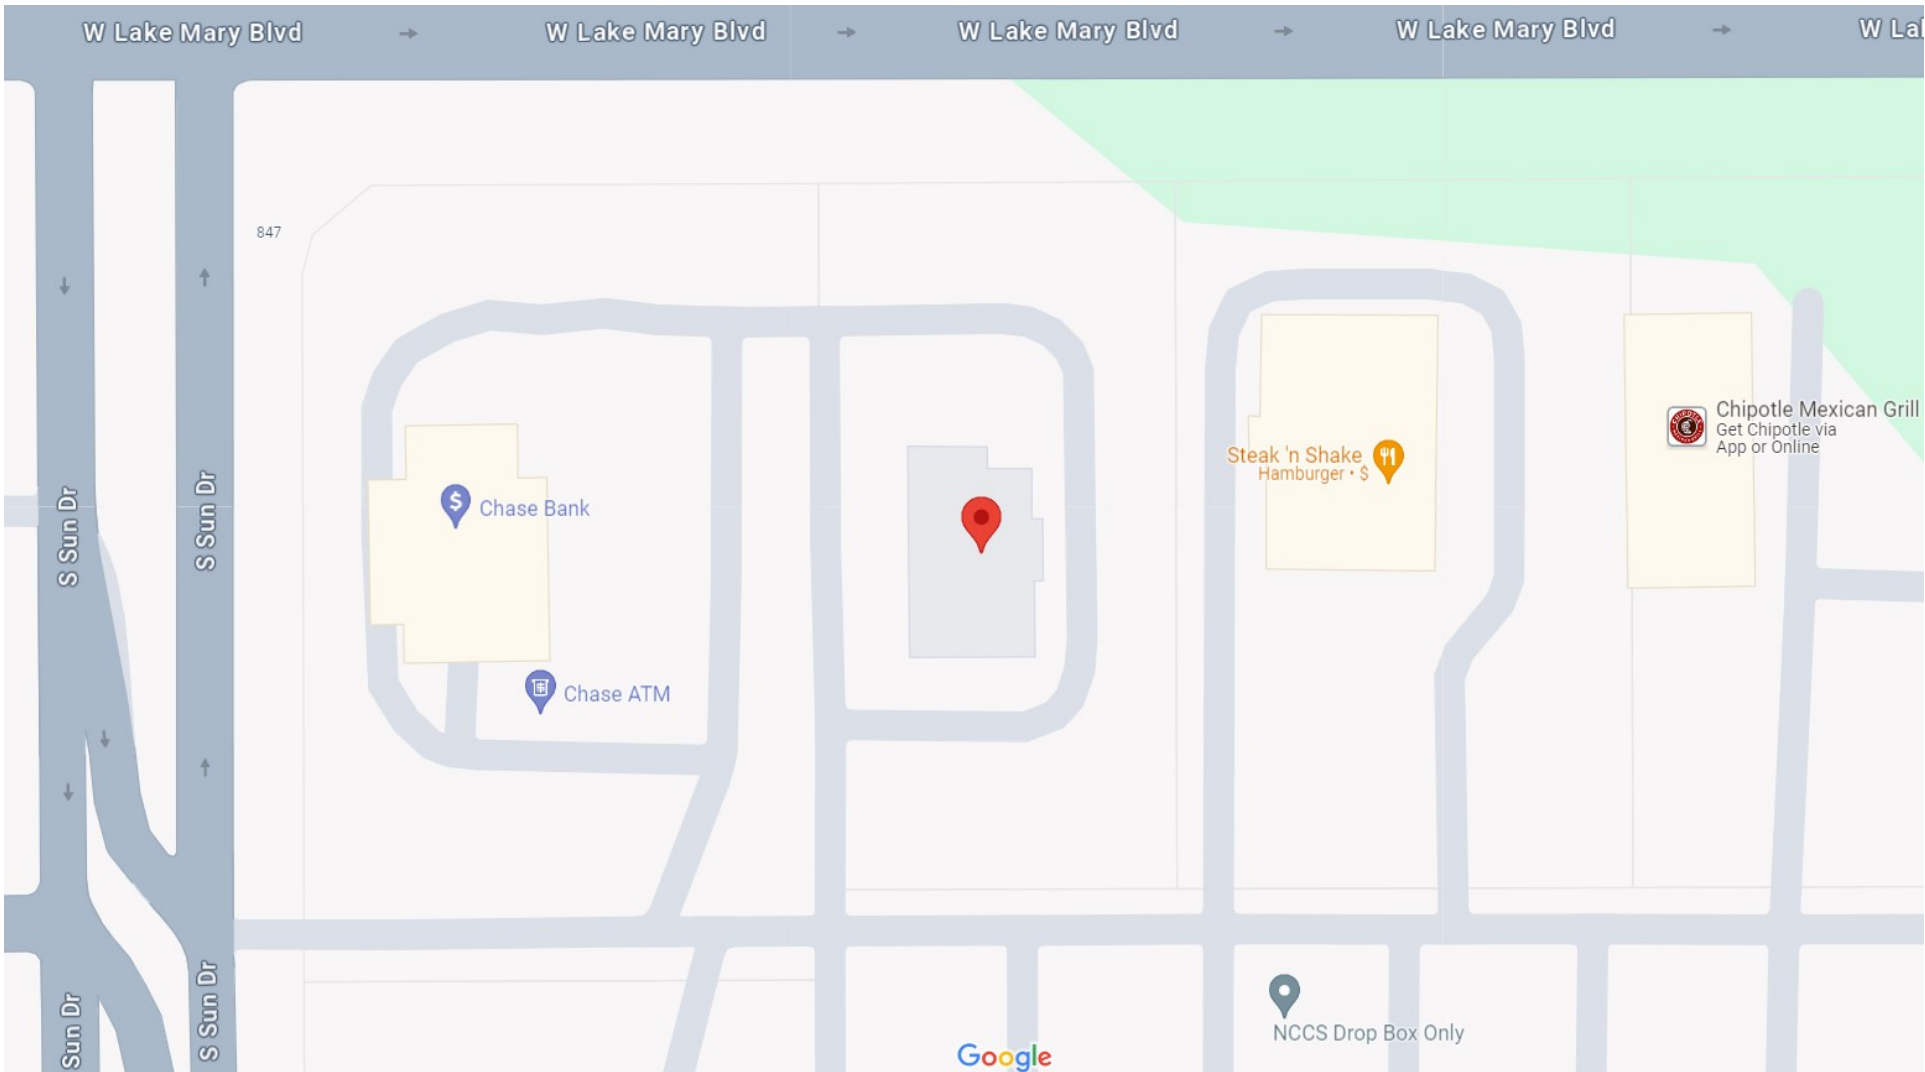 W Lake Mary Blvd
W Lake Mary Blvd
W Lake Mary Blvd
W Lake Mary Blvd
W Lal
847
S Sun Dr
S Sun Dr
Chase Bank
$
Chase ATM
$
Steak 'n Shake
Hamburger • $
CHIPOTLE
Chipotle Mexican Grill
Get Chipotle via
App or Online
Sun Dr
S Sun Dr
NCCS Drop Box Only
Google